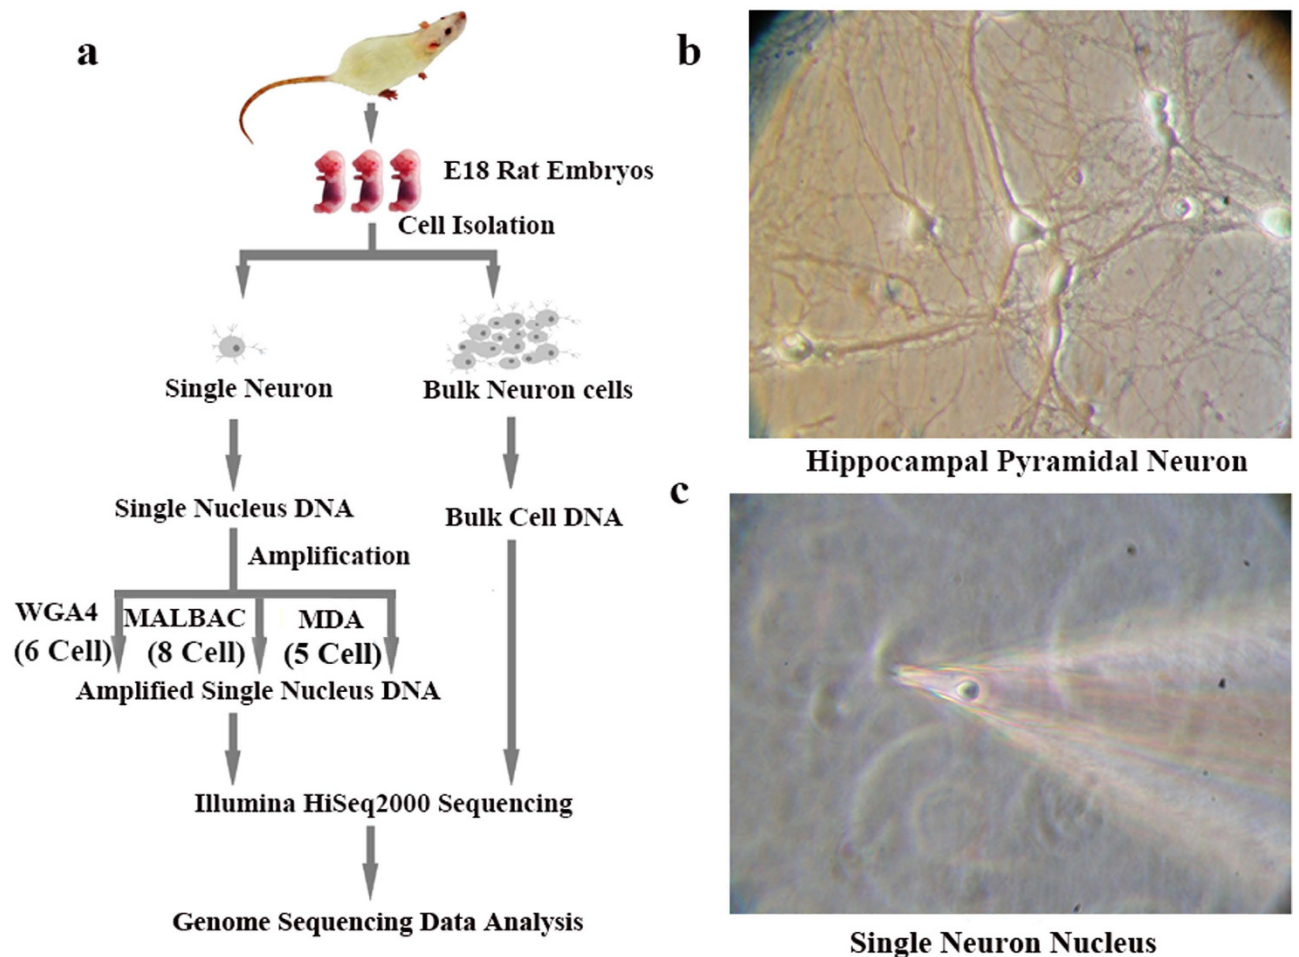 a
E18 Rat Embryos
Cell Isolation
Single Neuron
Bulk Neuron cells
Single Nucleus DNA
Bulk Cell DNA
Amplification
WGA4
(6 Cell)
MALBAC
(8 Cell)
MDA
(5 Cell)
Amplified Single Nucleus DNA
Illumina HiSeq2000 Sequencing
Genome Sequencing Data Analysis
b
Hippocampal Pyramidal Neuron
c
Single Neuron Nucleus